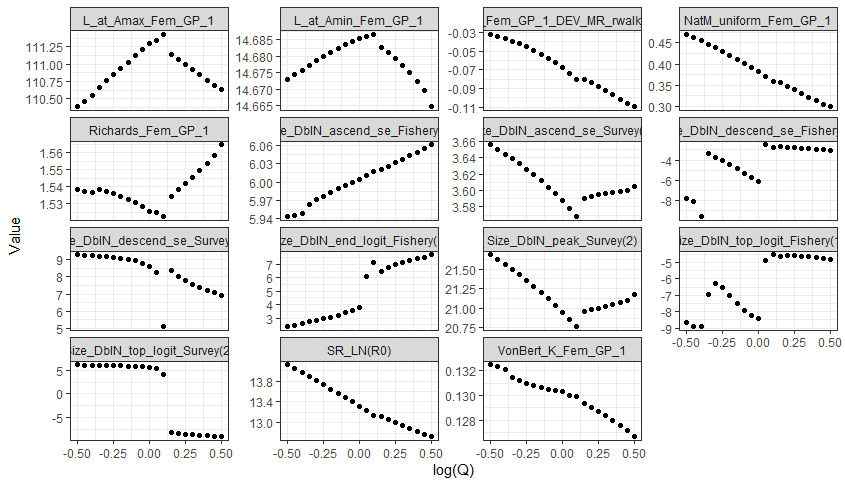 L_at_Amax_Fem_GP_1 L_at_Amin_Fem_GP_1 _Fem_GP_1_DEV_MR_rwalk NatM_uniform_Fem_GP_1
111.25 111.00 110.75 110.50
14.685 14.680 14.675 14.670 14.665
-0.03 -0.05 -0.07 -0.09 -0.11
0.45 0.40 0.35 0.30
Richards_Fem_GP_1 ze_DblN_ascend_se_Fishery ze_DblN_ascend_se_Survey( e_DblN_descend_se_Fishery
1.56 1.55 1.54 1.53
6.06 6.02 5.98 5.94
3.66 3.64 3.62 3.60 3.58
-4 -6 -8
e_DblN_descend_se_Survey ize_DblN_end_logit_Fishery( Size_DblN_peak_Survey(2) ize_DblN_top_logit_Fishery(1
9 8 7 6 5
7 6 5 4 3
21.50 21.25 21.00 20.75
-5 -6 -7 -8 -9
-0.50 -0.25 0.00 0.25 0.50
size_DblN_top_logit_Survey(2 SR_LN(R0) VonBert_K_Fem_GP_1
5 0 -5
13.8 13.4 13.0
0.132 0.130 0.128
-0.50 -0.25 0.00 0.25 0.50 -0.50 -0.25 0.00 0.25 0.50 -0.50 -0.25 0.00 0.25 0.50
log(Q)
Value